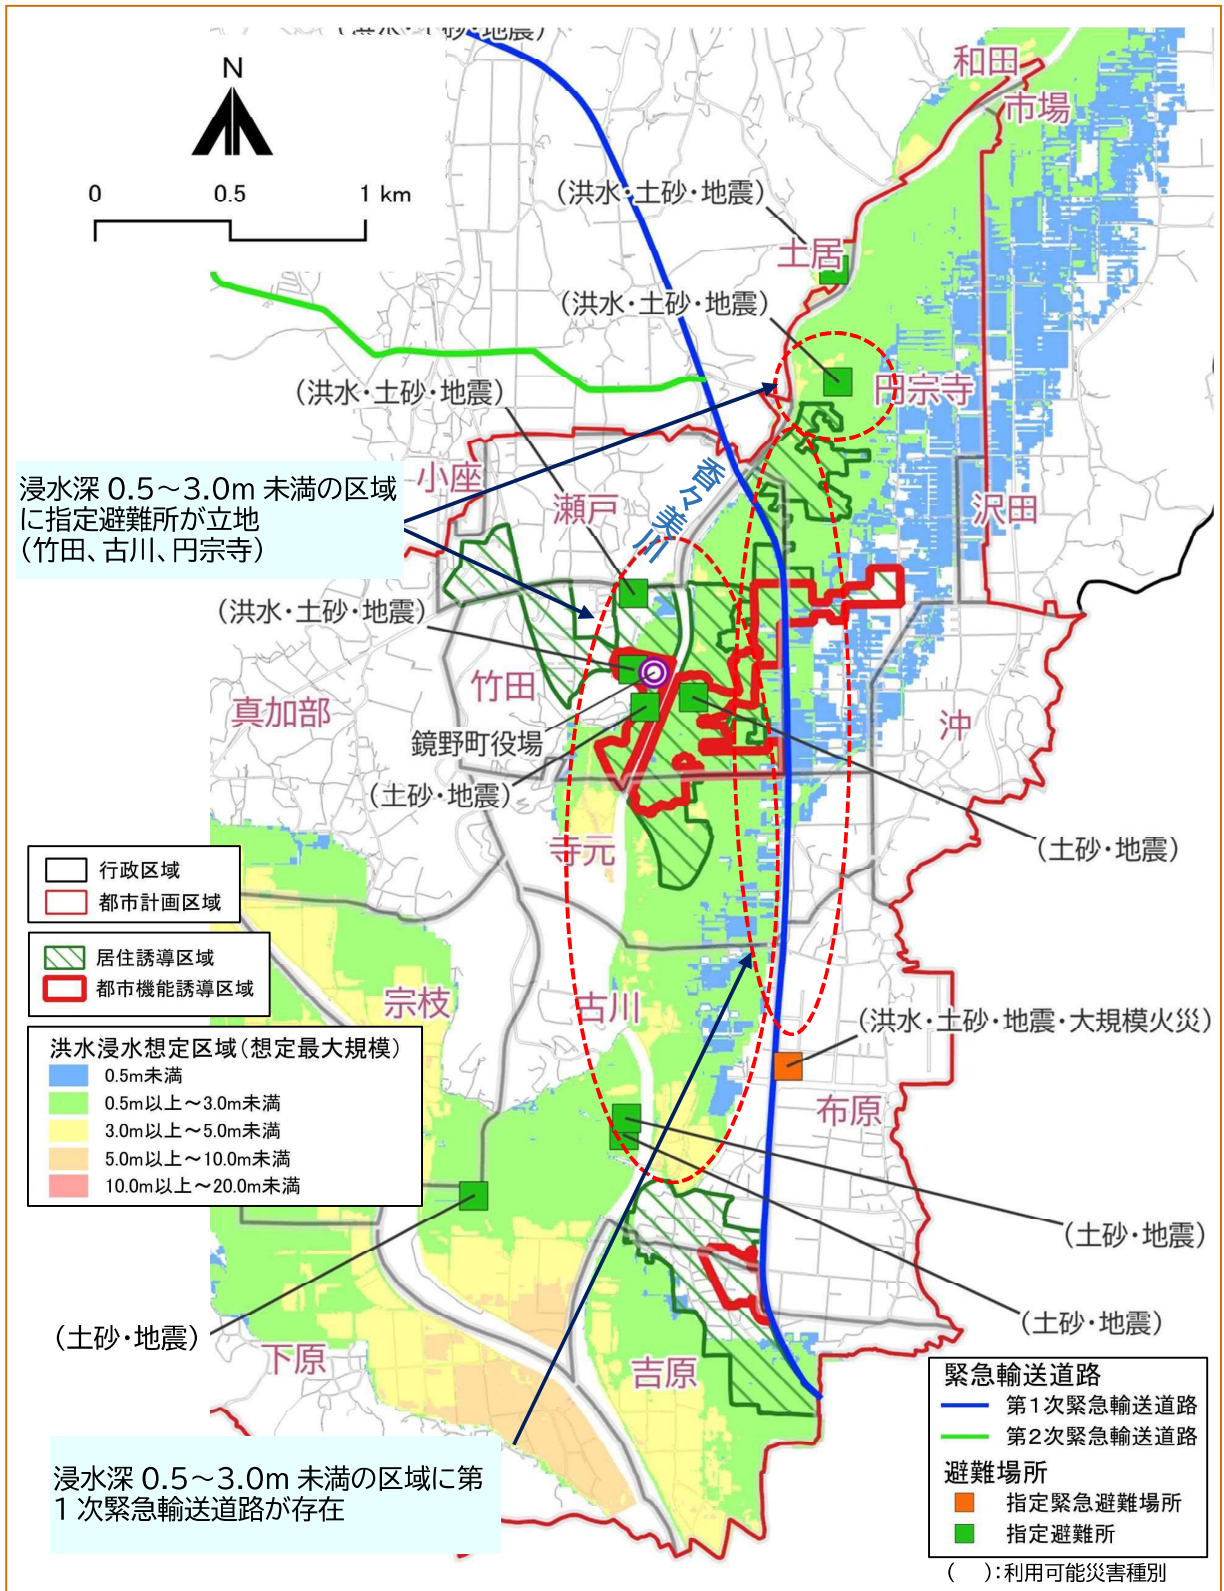 (洪水・土砂・地震)
N
0 0.5 1 km
和田
市場
(洪水・土砂・地震)
土居
(洪水・土砂・地震)
円宗寺
(洪水・土砂・地震)
小座
瀬戸
香々美川
沢田
浸水深 0.5～3.0m 未満の区域
に指定避難所が立地
(竹田、古川、円宗寺)
(洪水・土砂・地震)
竹田
真加部
沖
鏡野町役場
(土砂・地震)
(土砂・地震)
寺元
行政区域
都市計画区域
居住誘導区域
都市機能誘導区域
宗枝
古川
(洪水・土砂・地震・大規模火災)
洪水浸水想定区域(想定最大規模)
0.5m未満
0.5m以上～3.0m未満
3.0m以上～5.0m未満
5.0m以上～10.0m未満
10.0m以上～20.0m未満
布原
(土砂・地震)
(土砂・地震)
(土砂・地震)
下原
吉原
浸水深 0.5～3.0m 未満の区域に第
1 次緊急輸送道路が存在
緊急輸送道路
第1次緊急輸送道路
第2次緊急輸送道路
避難場所
指定緊急避難場所
指定避難所
( ):利用可能災害種別